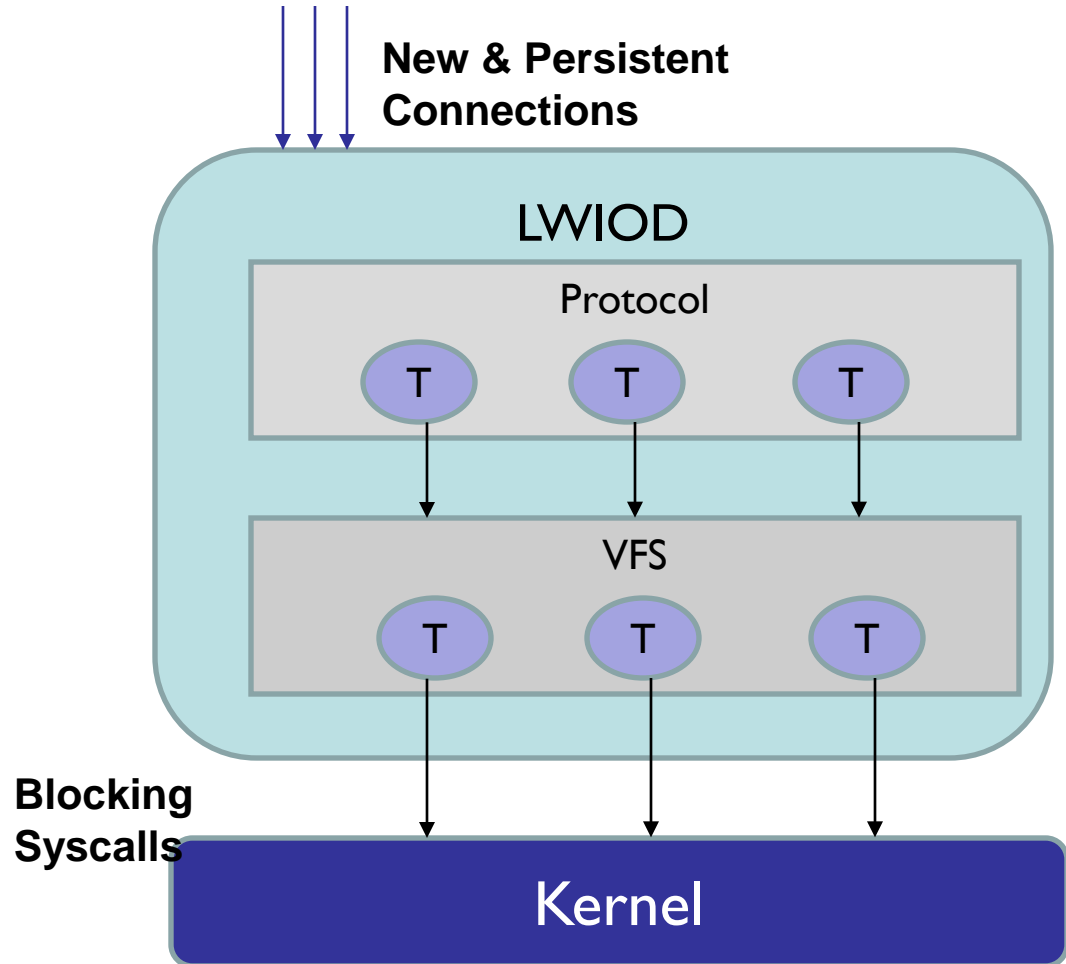 New & Persistent
Connections
LWIOD
Protocol
T T T
VFS
T T T
Blocking
Syscalls
Kernel